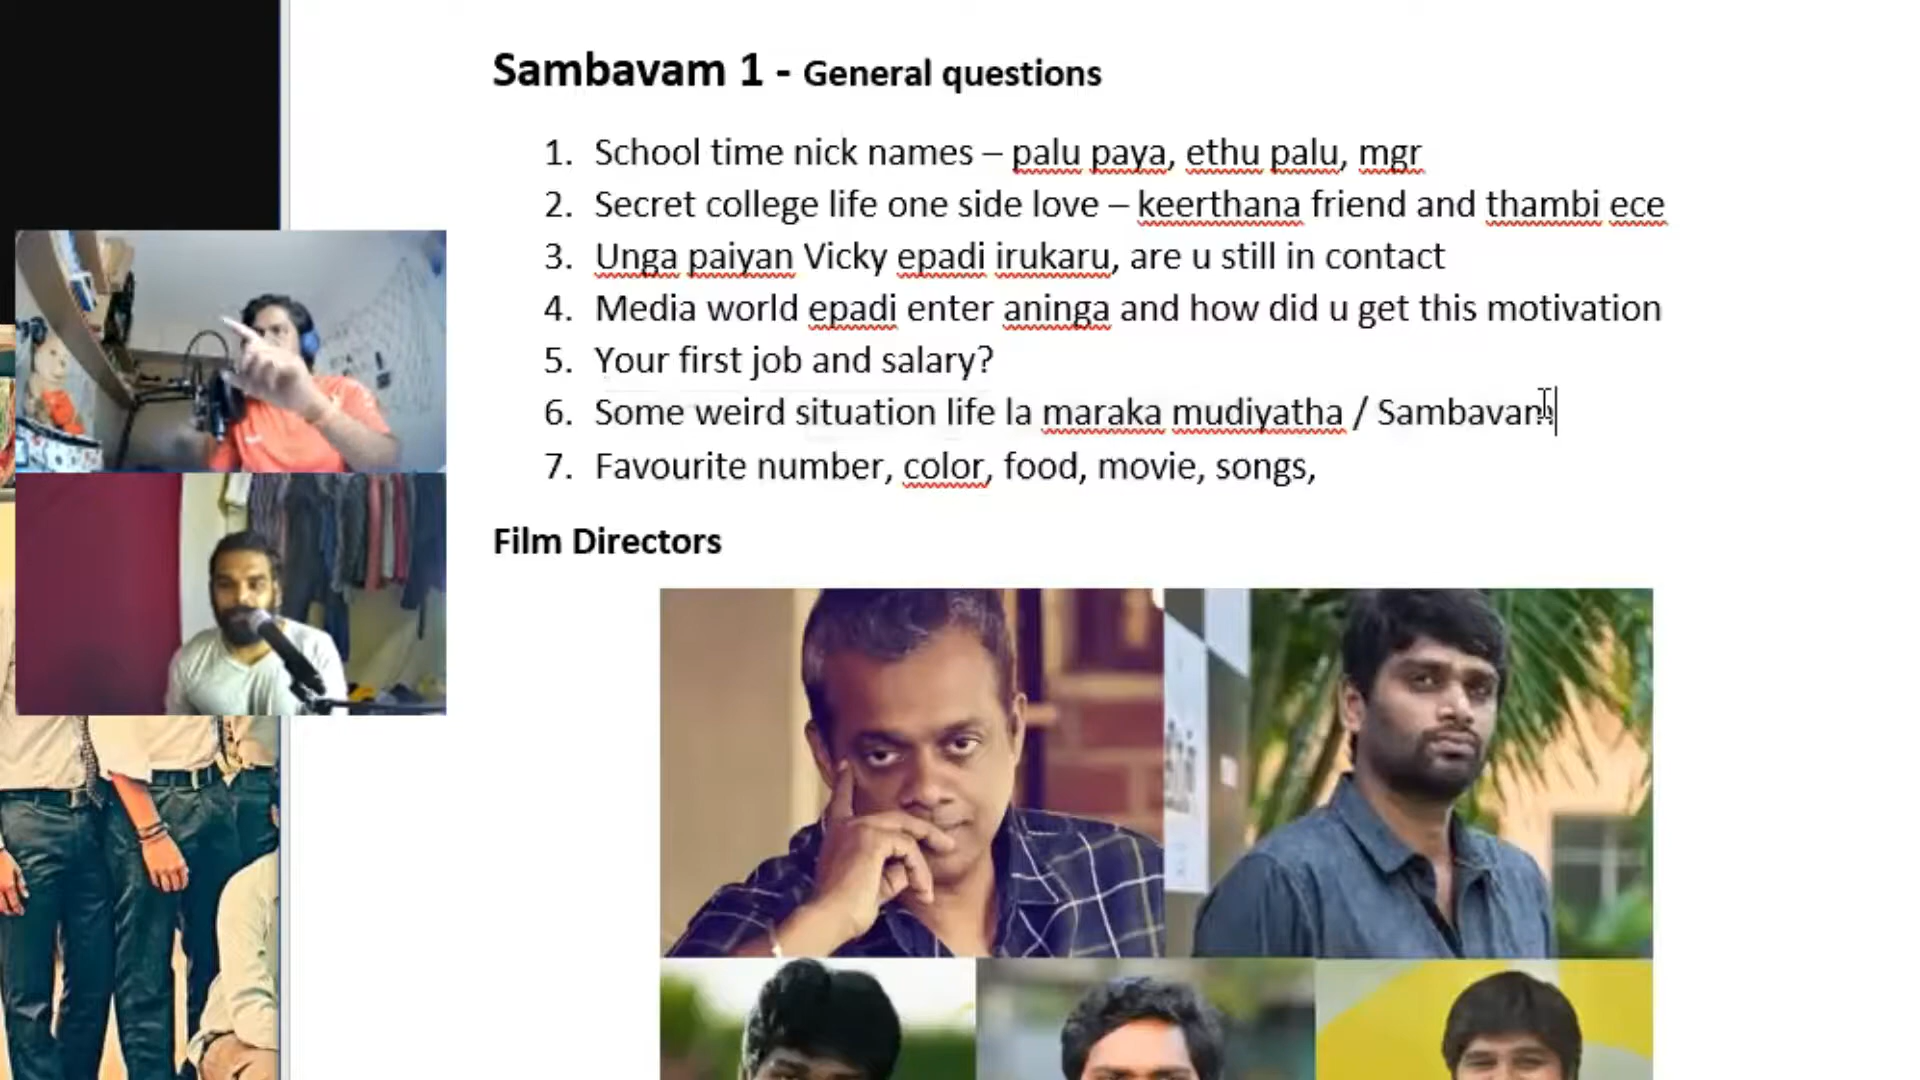 Sambavam 1 - General questions
1. School time nick names – palu paya, ethu palu, mgr
2. Secret college life one side love – keerthana friend and thambi ece
3. Unga paiyan Vicky epadi irukaru, are u still in contact
4. Media world epadi enter aninga and how did u get this motivation
5. Your first job and salary?
6. Some weird situation life la maraka mudiyatha / Sambavam
7. Favourite number, color, food, movie, songs,
Film Directors